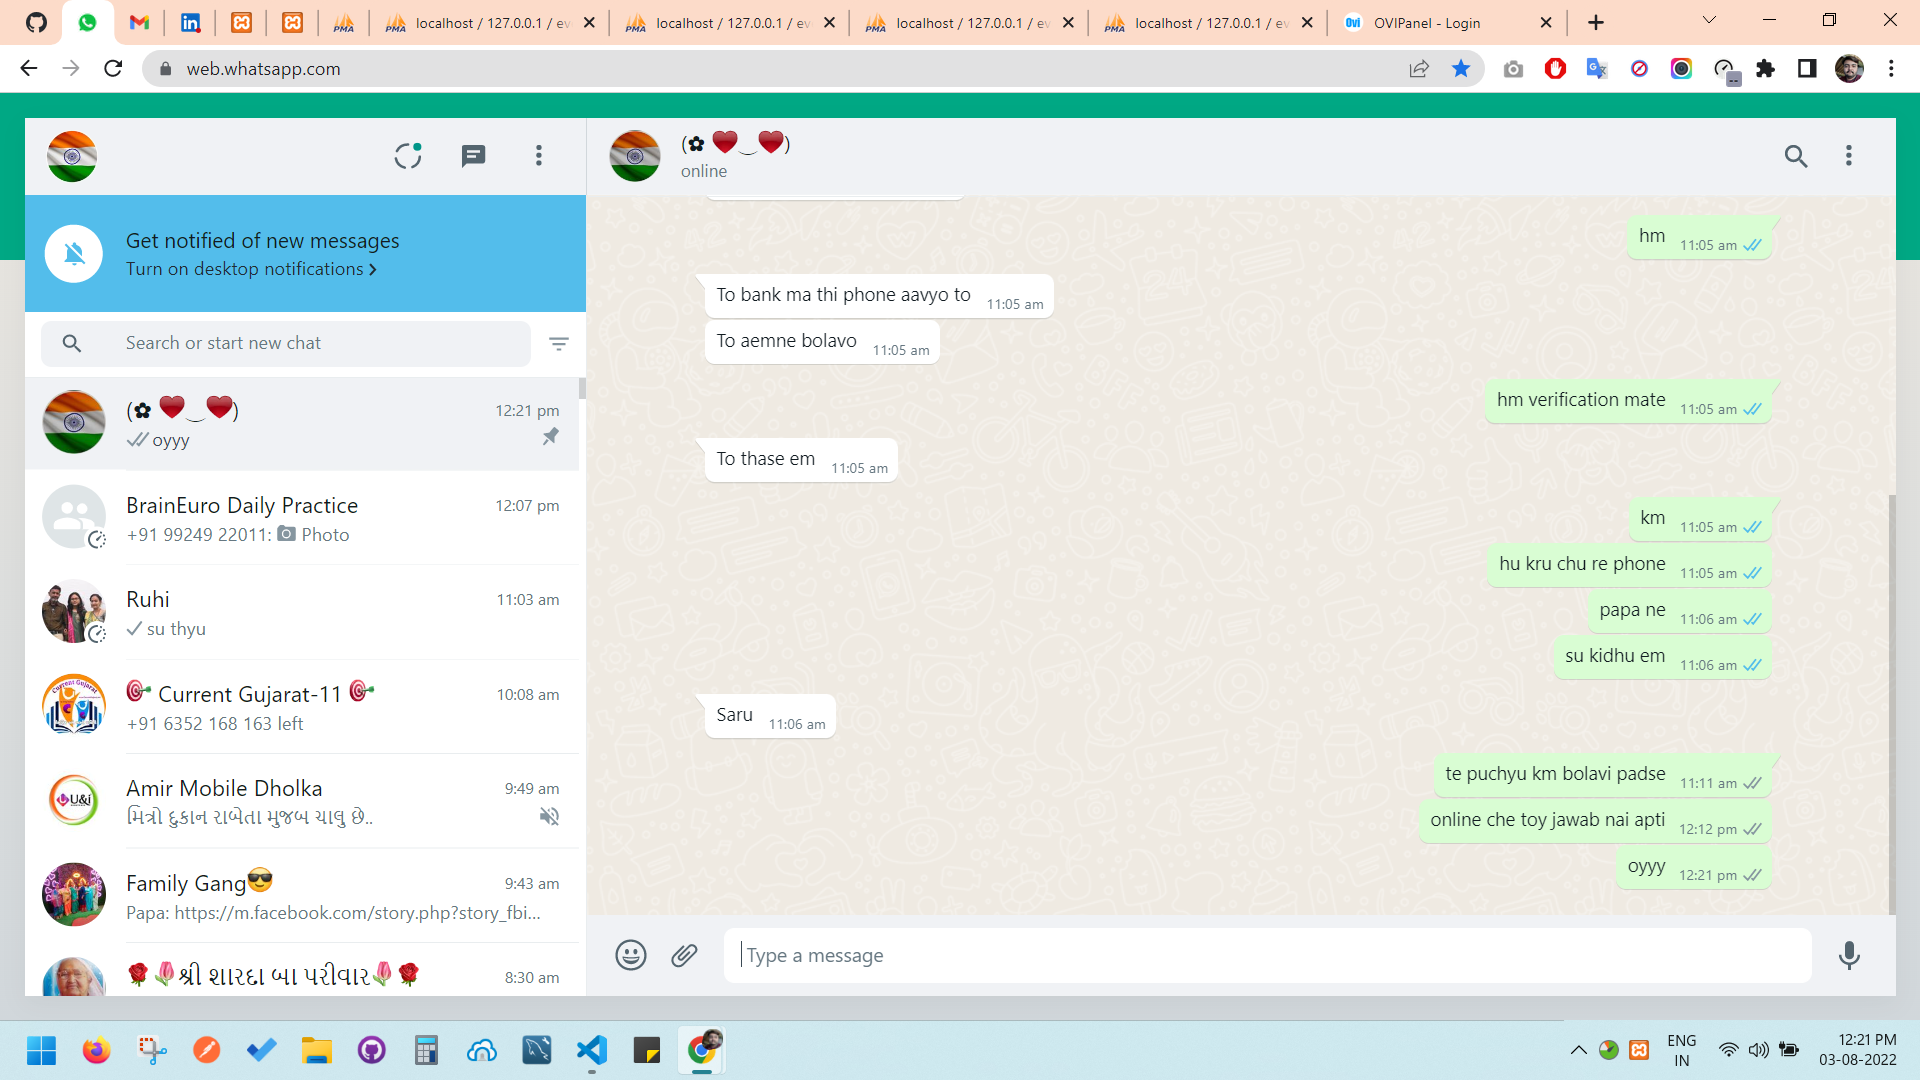 localhost / 127.0.0.1 / ev
localhost / 127.0.0.1 / ev
localhost / 127.0.0.1 / ev
localhost / 127.0.0.1 / ev
OVIPanel - Login
web.whatsapp.com
(✿ ❤️‿❤️)
online
Get notified of new messages
Turn on desktop notifications
Search or start new chat
(✿ ❤️‿❤️) 12:21 pm
oyyy
BrainEuro Daily Practice 12:07 pm
+91 99249 22011: Photo
Ruhi 11:03 am
su thyu
🎯 Current Gujarat-11 🎯 10:08 am
+91 6352 168 163 left
Amir Mobile Dholka 9:49 am
મિત્રો દુકાન રાબેતા મુજબ ચાલુ છે..
Family Gang😎 9:43 am
Papa: https://m.facebook.com/story.php?story_fbi...
🌹🌷શ્રી શારદા બા પરીવાર🌷🌹 8:30 am
hm 11:05 am
To bank ma thi phone aavyo to 11:05 am
To aemne bolavo 11:05 am
hm verification mate 11:05 am
To thase em 11:05 am
km 11:05 am
hu kru chu re phone 11:05 am
papa ne 11:06 am
su kidhu em 11:06 am
Saru 11:06 am
te puchyu km bolavi padse 11:11 am
online che toy jawab nai apti 12:12 pm
oyyy 12:21 pm
Type a message
ENG
IN
12:21 PM
03-08-2022